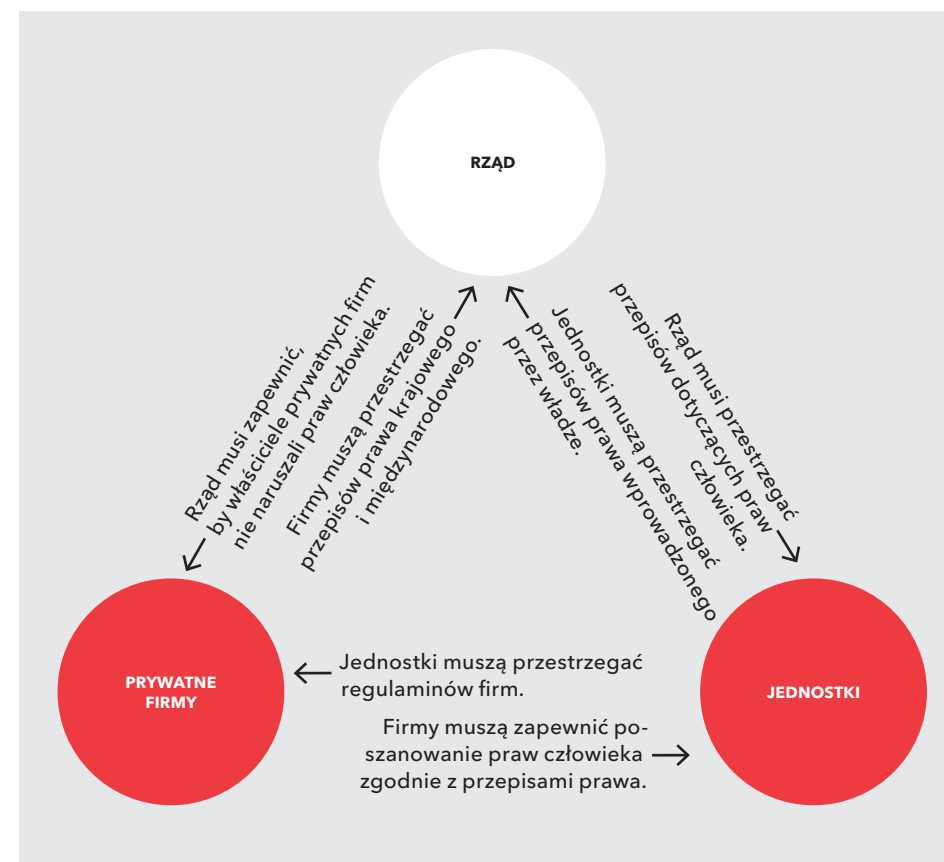 RZĄD
Rząd musi zapewnić,
by właściciele prywatnych firm
nie naruszali praw człowieka.
Firmy muszą przestrzegać
przepisów prawa krajowego
i międzynarodowego.
Jednostki muszą przestrzegać
przepisów prawa wprowadzonego
przez władze.
Rząd musi przestrzegać
przepisów dotyczących praw
człowieka.
PRYWATNE
FIRMY
Jednostki muszą przestrzegać
regulaminów firm.
Firmy muszą zapewnić po-
szanowanie praw człowieka
zgodnie z przepisami prawa.
JEDNOSTKI